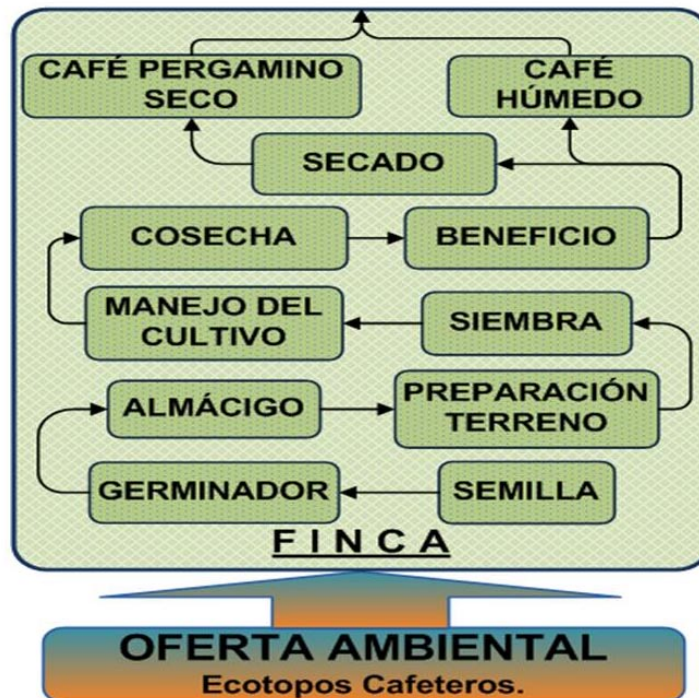 CAFÉ PERGAMINO
SECO
CAFÉ
HÚMEDO
SECADO
COSECHA
BENEFICIO
MANEJO DEL
CULTIVO
SIEMBRA
ALMÁCIGO
PREPARACIÓN
TERRENO
GERMINADOR
SEMILLA
F I N C A
OFERTA AMBIENTAL
Ecotopos Cafeteros.